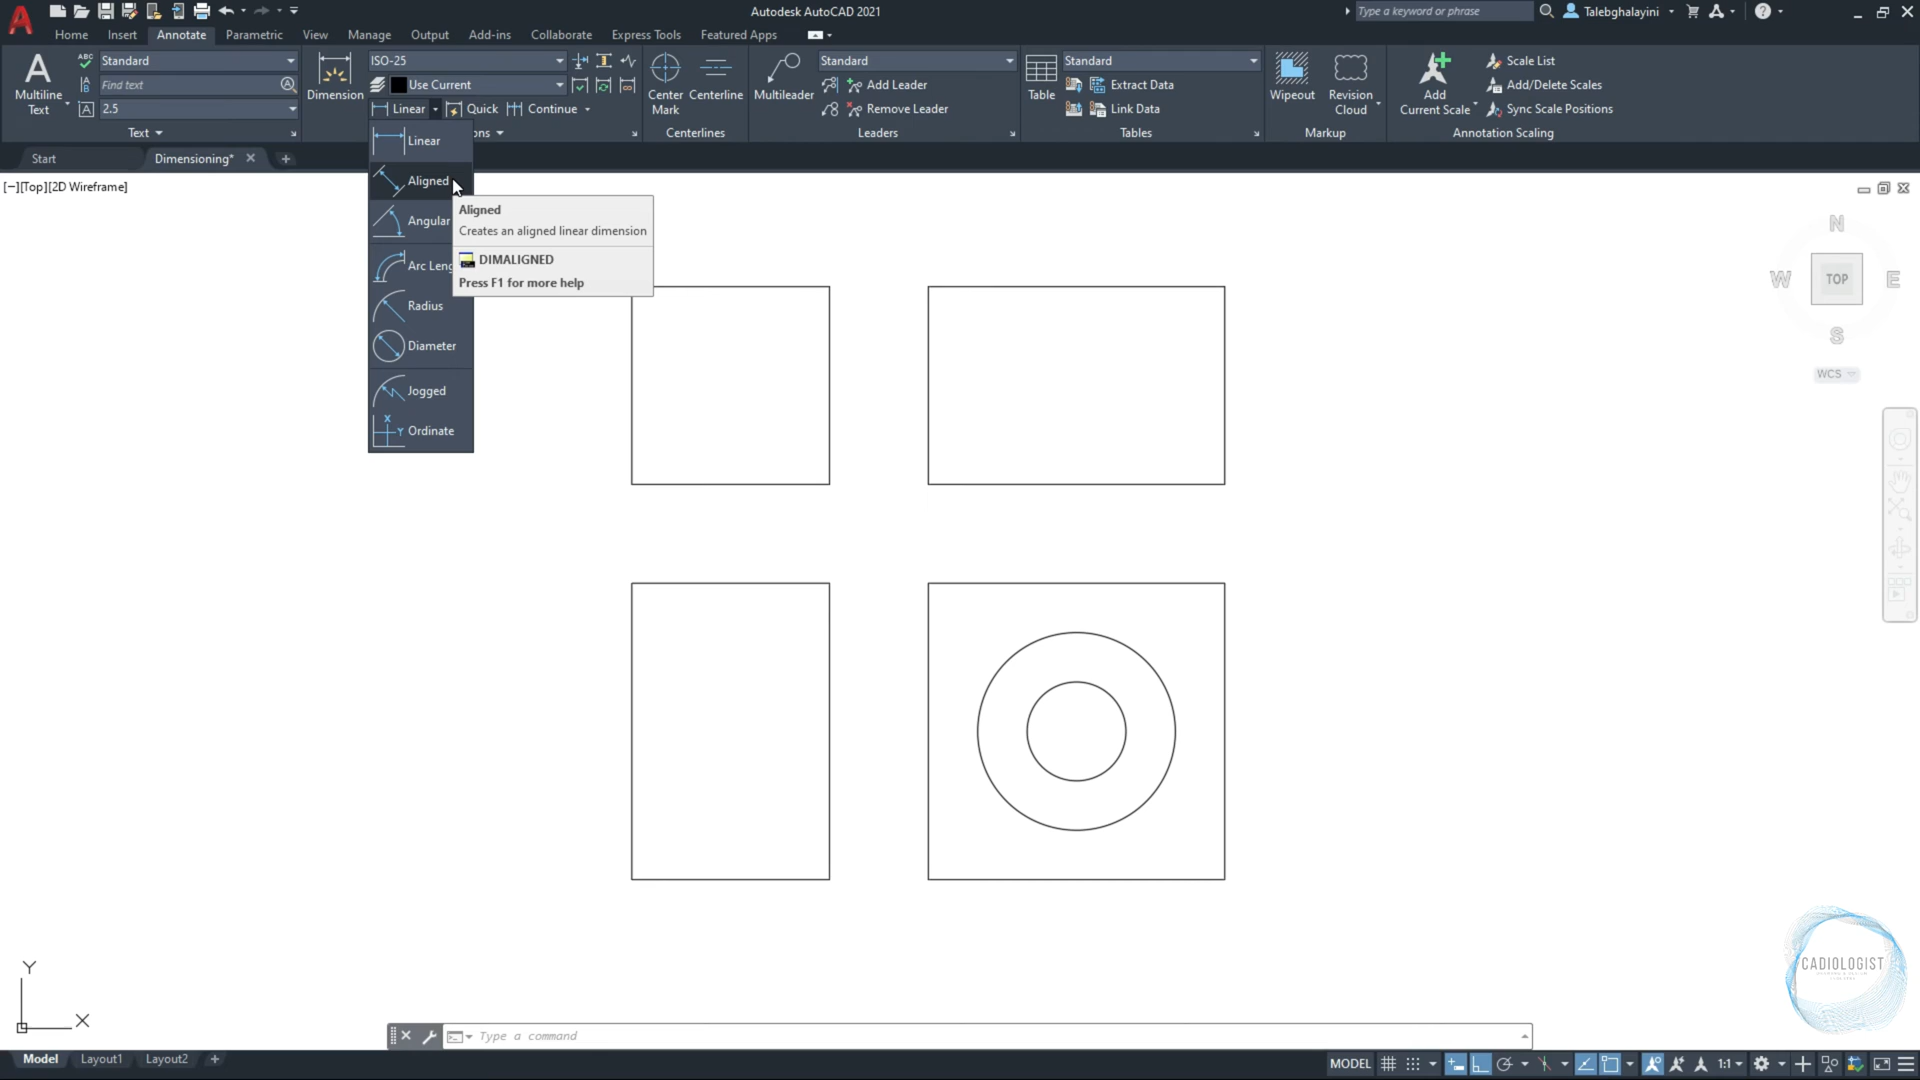 Autodesk AutoCAD 2021
Type a keyword or phrase
Talebghalayini
Home Insert Annotate Parametric View Manage Output Add-ins Collaborate Express Tools Featured Apps
Multiline Text
ABC
Standard
Find text
2.5
Text
Dimension
ISO-25
Use Current
Linear Quick Continue
ons
Center Mark
Centerline
Centerlines
Multileader
Standard
Add Leader
Remove Leader
Leaders
Table
Standard
Extract Data
Link Data
Tables
Wipeout
Revision Cloud
Markup
Add Current Scale
Scale List
Add/Delete Scales
Sync Scale Positions
Annotation Scaling
Start
Dimensioning*
[−][Top][2D Wireframe]
Linear
Aligned
Angular
Arc Leng
Radius
Diameter
Jogged
X
Y Ordinate
Aligned
Creates an aligned linear dimension
DIMALIGNED
Press F1 for more help
N
W TOP E
S
WCS
CADIOLOGIST
Y
X
Type a command
Model Layout1 Layout2
MODEL
1:1